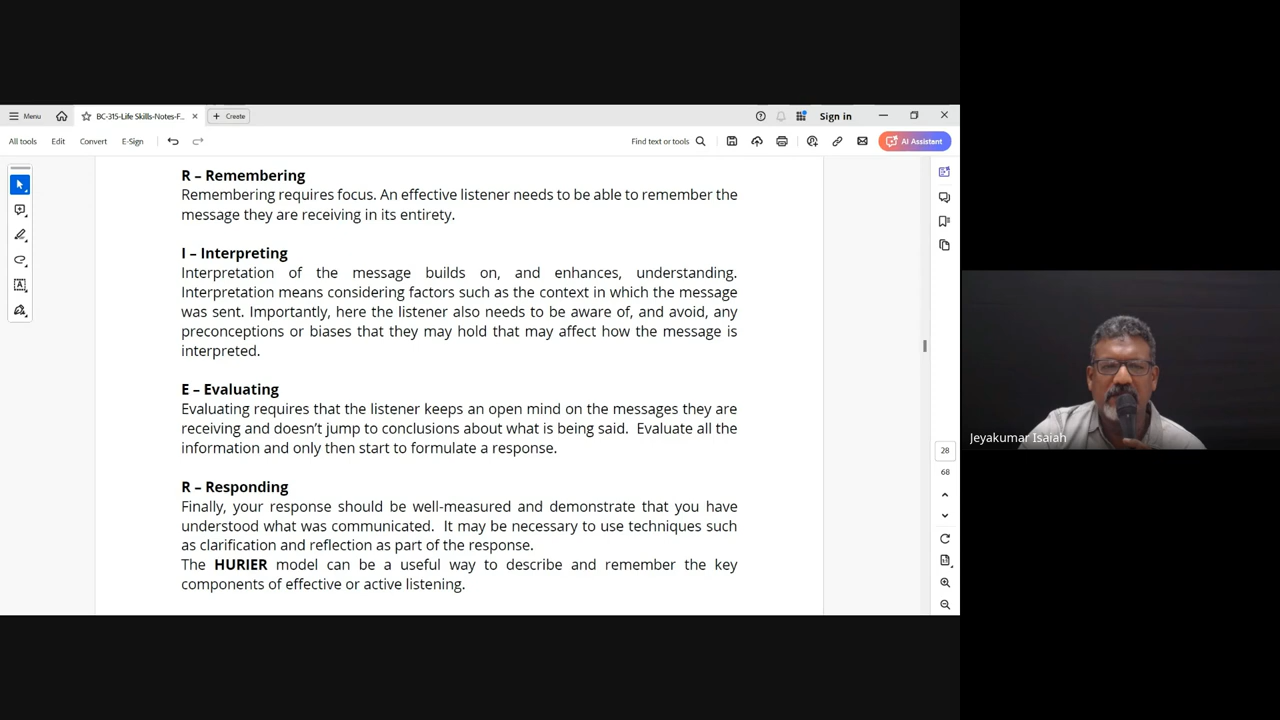 Menu
BC-315-Life Skills-Notes-F...
Create
Sign in
All tools
Edit
Convert
E-Sign
Find text or tools
AI Assistant
R – Remembering
Remembering requires focus. An effective listener needs to be able to remember the
message they are receiving in its entirety.
I – Interpreting
Interpretation of the message builds on, and enhances, understanding.
Interpretation means considering factors such as the context in which the message
was sent. Importantly, here the listener also needs to be aware of, and avoid, any
preconceptions or biases that they may hold that may affect how the message is
interpreted.
E – Evaluating
Evaluating requires that the listener keeps an open mind on the messages they are
receiving and doesn't jump to conclusions about what is being said. Evaluate all the
information and only then start to formulate a response.
R – Responding
Finally, your response should be well-measured and demonstrate that you have
understood what was communicated. It may be necessary to use techniques such
as clarification and reflection as part of the response.
The HURIER model can be a useful way to describe and remember the key
components of effective or active listening.
28
68
Jeyakumar Isaiah